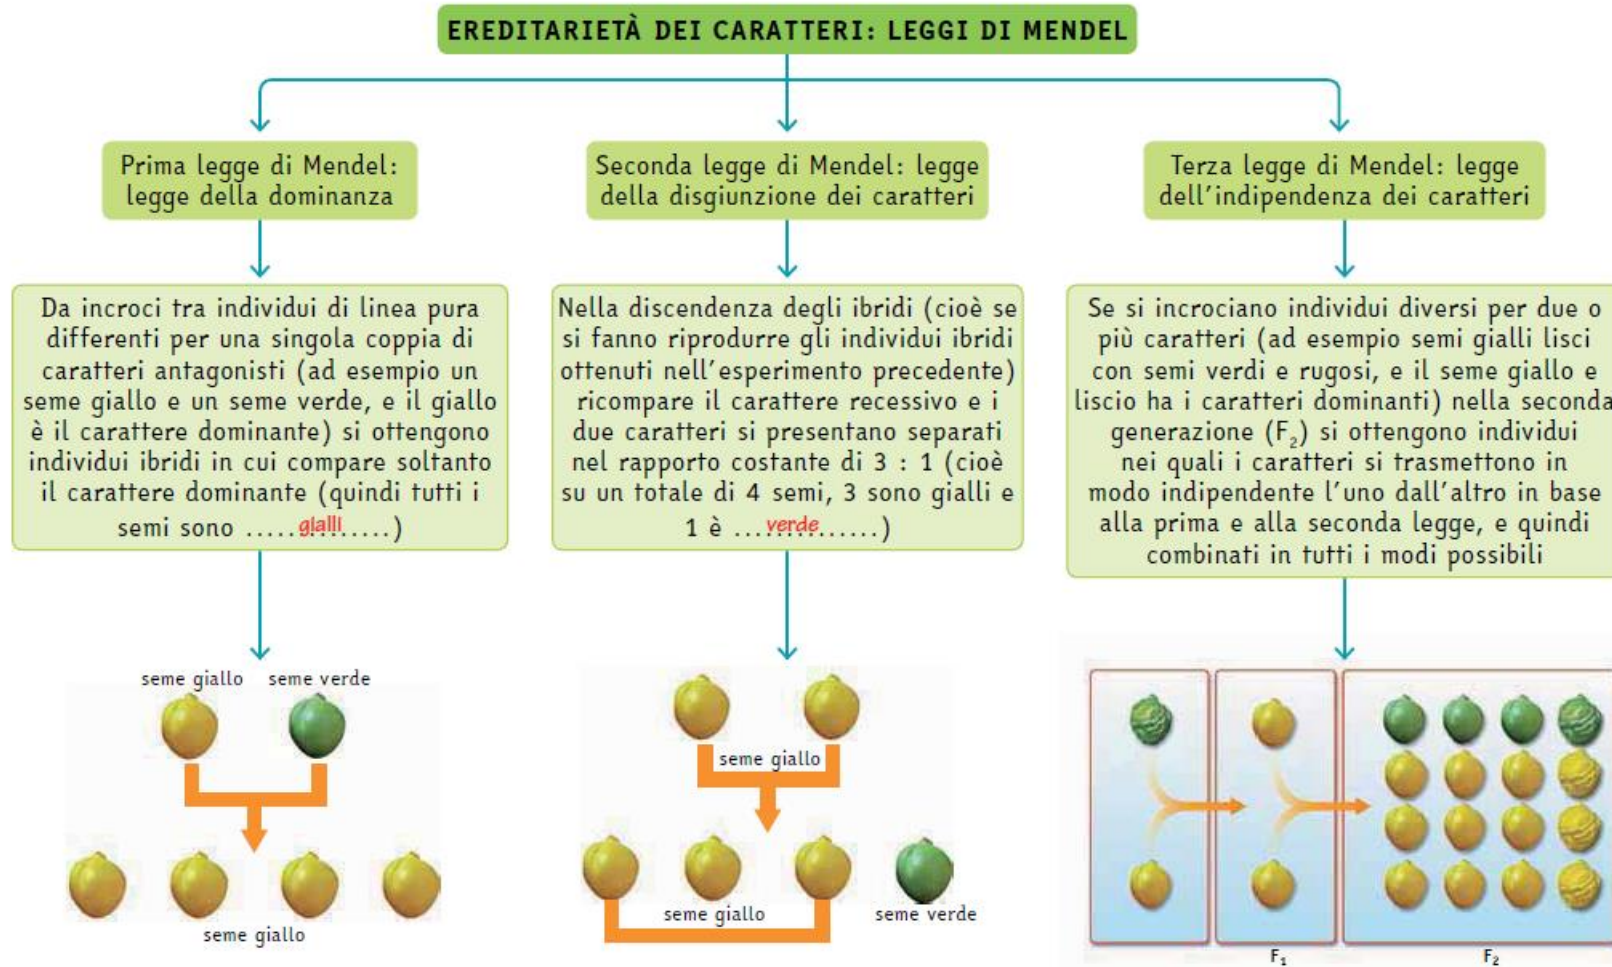 EREDITARIETÀ DEI CARATTERI: LEGGI DI MENDEL
Prima legge di Mendel:
legge della dominanza
Seconda legge di Mendel: legge
della disgiunzione dei caratteri
Terza legge di Mendel: legge
dell'indipendenza dei caratteri
Da incroci tra individui di linea pura
differenti per una singola coppia di
caratteri antagonisti (ad esempio un
seme giallo e un seme verde, e il giallo
è il carattere dominante) si ottengono
individui ibridi in cui compare soltanto
il carattere dominante (quindi tutti i
semi sono .....gialli.....)
Nella discendenza degli ibridi (cioè se
si fanno riprodurre gli individui ibridi
ottenuti nell'esperimento precedente)
ricompare il carattere recessivo e i
due caratteri si presentano separati
nel rapporto costante di 3 : 1 (cioè
su un totale di 4 semi, 3 sono gialli e
1 è ...verde......)
Se si incrociano individui diversi per due o
più caratteri (ad esempio semi gialli lisci
con semi verdi e rugosi, e il seme giallo e
liscio ha i caratteri dominanti) nella seconda
generazione (F₂) si ottengono individui
nei quali i caratteri si trasmettono in
modo indipendente l'uno dall'altro in base
alla prima e alla seconda legge, e quindi
combinati in tutti i modi possibili
seme giallo seme verde
seme giallo
seme giallo
seme giallo
seme verde
F₁
F₂